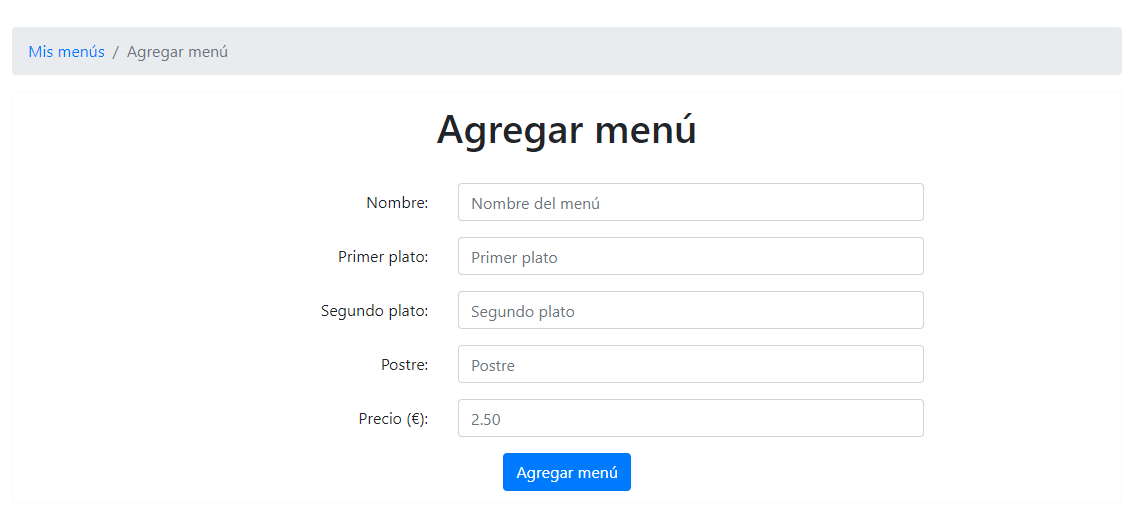 Mis menús / Agregar menú
Agregar menú
Nombre: Nombre del menú
Primer plato: Primer plato
Segundo plato: Segundo plato
Postre: Postre
Precio (€): 2.50
Agregar menú